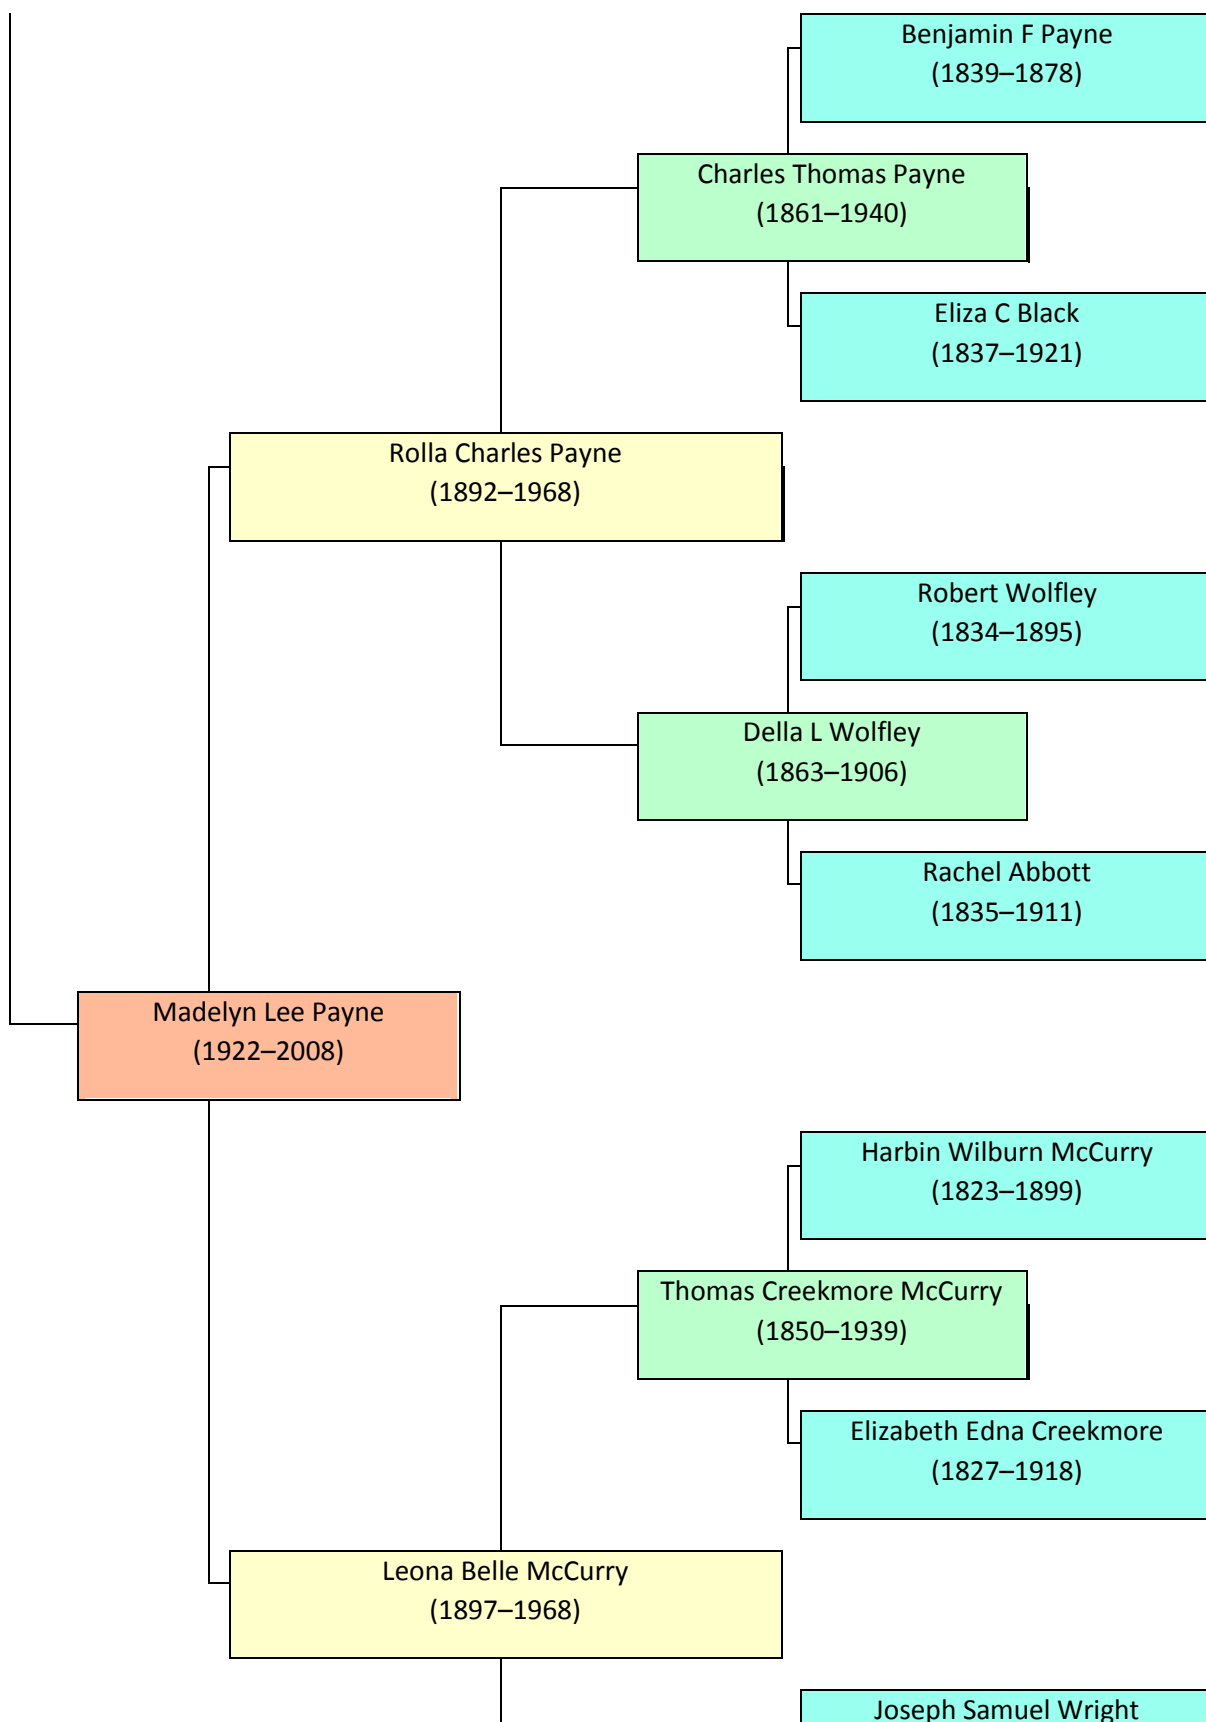 Benjamin F Payne
(1839–1878)
Charles Thomas Payne
(1861–1940)
Eliza C Black
(1837–1921)
Rolla Charles Payne
(1892–1968)
Robert Wolfley
(1834–1895)
Della L Wolfley
(1863–1906)
Rachel Abbott
(1835–1911)
Madelyn Lee Payne
(1922–2008)
Harbin Wilburn McCurry
(1823–1899)
Thomas Creekmore McCurry
(1850–1939)
Elizabeth Edna Creekmore
(1827–1918)
Leona Belle McCurry
(1897–1968)
Joseph Samuel Wright